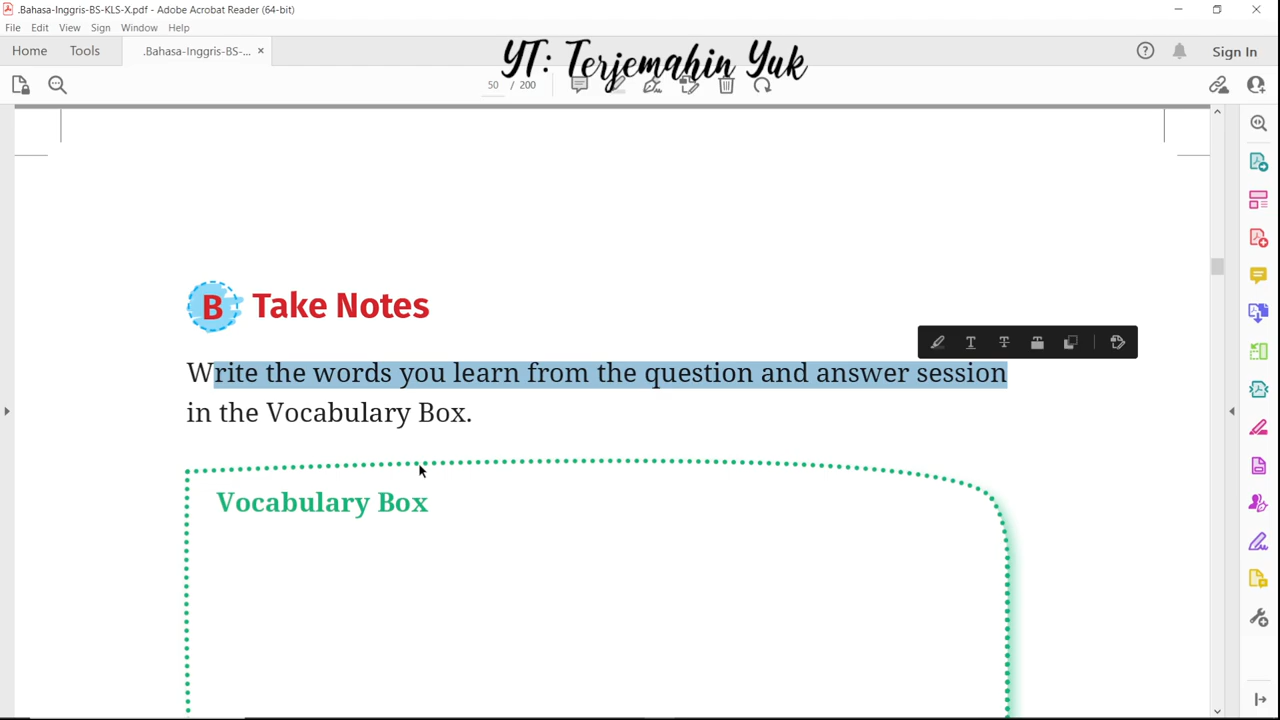 .Bahasa-Inggris-BS-KLS-X.pdf - Adobe Acrobat Reader (64-bit)
File Edit View Sign Window Help
Home Tools .Bahasa-Inggris-BS-... × Sign In
YT: Terjemahin Yuk
50 / 200
B Take Notes
Write the words you learn from the question and answer session
in the Vocabulary Box.
Vocabulary Box